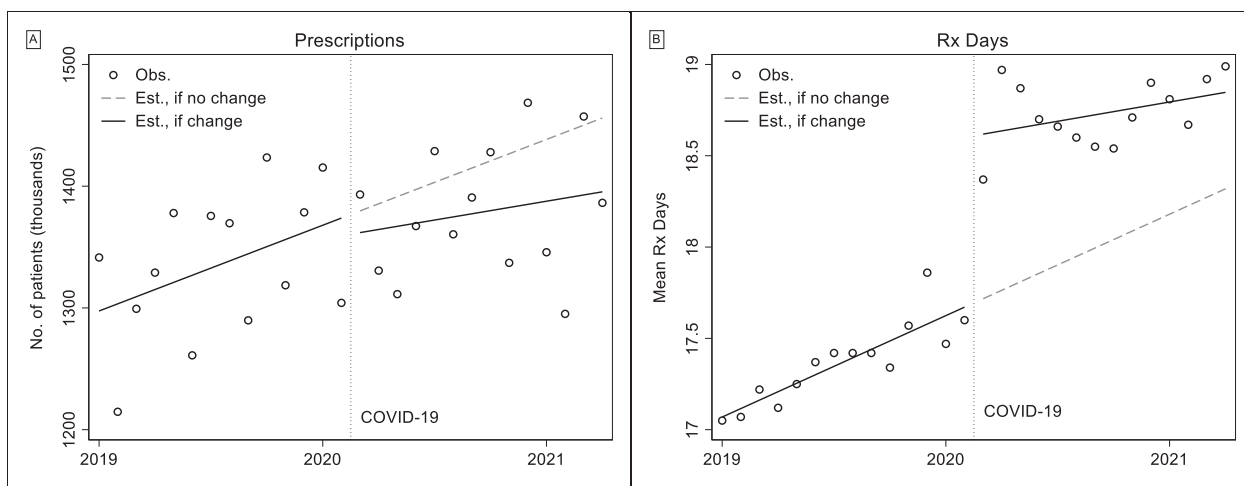 A
Prescriptions
No. of patients (thousands)
1500
1400
1300
1200
Obs.
Est., if no change
Est., if change
COVID-19
2019
2020
2021
B
Rx Days
Mean Rx Days
19
18.5
18
17.5
17
Obs.
Est., if no change
Est., if change
COVID-19
2019
2020
2021